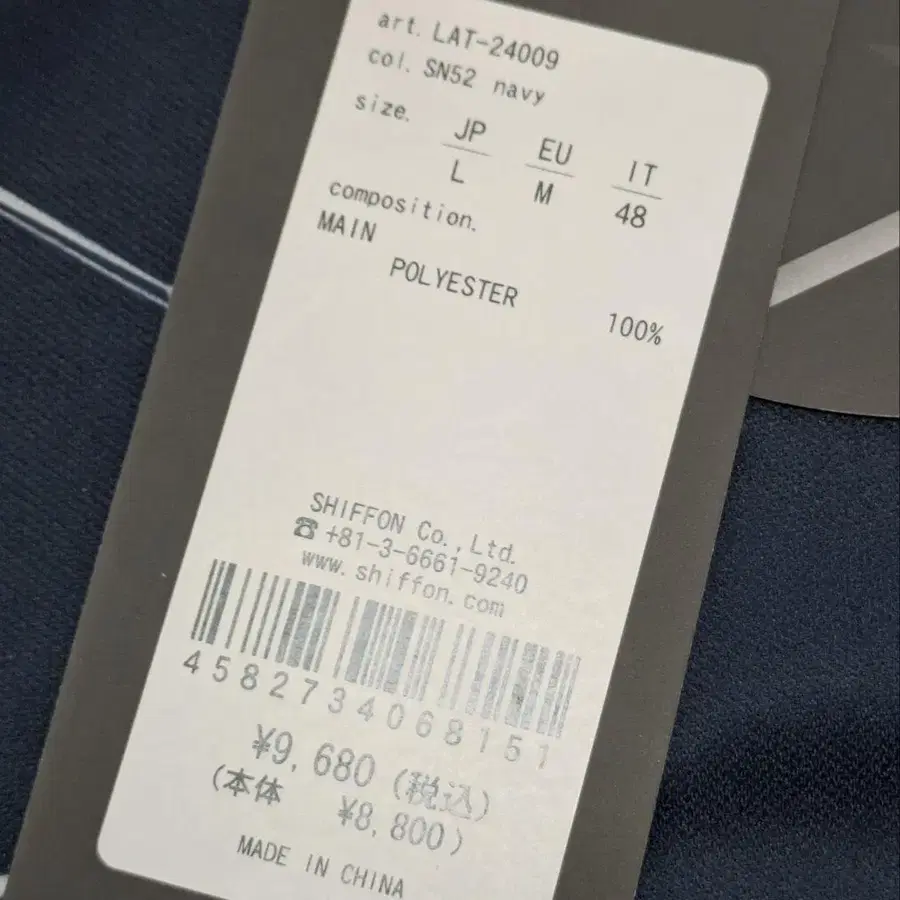 art. LAT-24009
col. SN52 navy
size. JP EU IT
L M 48
composition.
MAIN
POLYESTER
100%
SHIFFON Co.,Ltd.
☎ +81-3-6661-9240
www.shiffon.com
4582734068151
¥9,680 (税込)
(本体 ¥8,800)
MADE IN CHINA